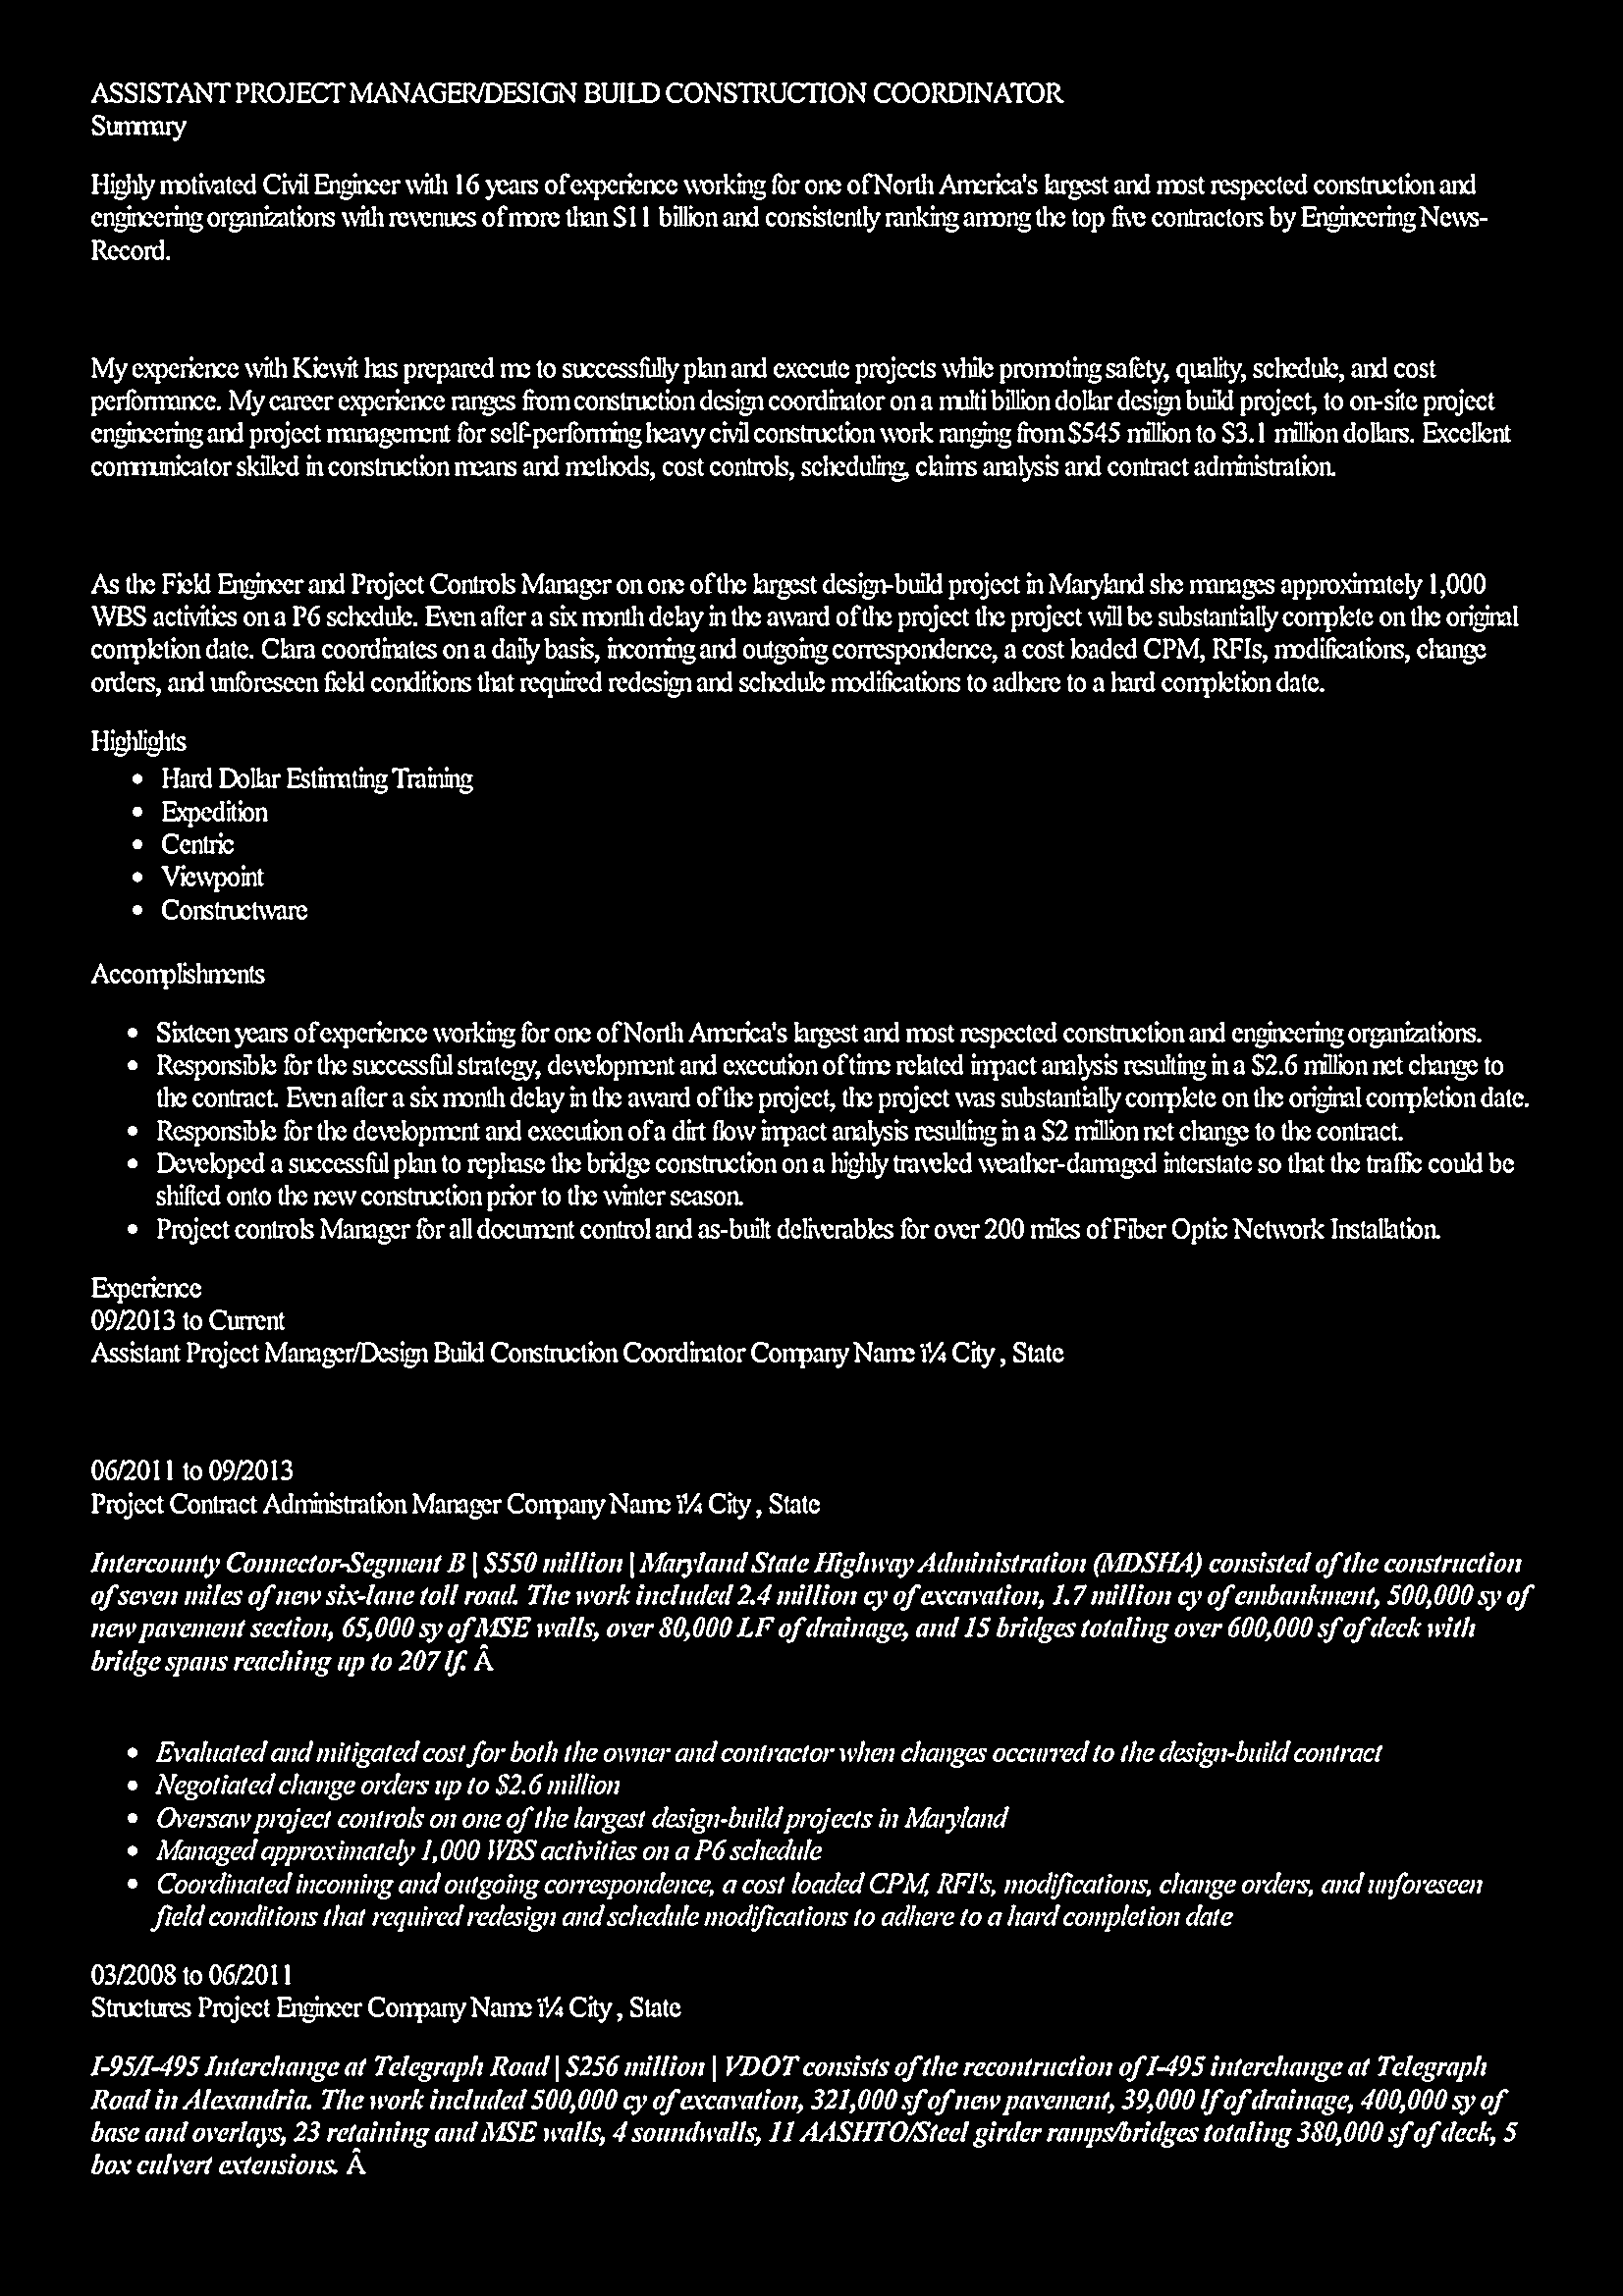 ASSISTANT PROJECT MANAGER/DESIGN BUILD CONSTRUCTION COORDINATOR
Summary
Highly motivated Civil Engineer with 16 years of experience working for one of North America's largest and most respected construction and
engineering organizations with revenues of more than $11 billion and consistently ranking among the top five contractors by Engineering News-
Record.
My experience with Kiewit has prepared me to successfully plan and execute projects while promoting safety, quality, schedule, and cost
performance. My career experience ranges from construction design coordinator on a multi billion dollar design build project, to on-site project
engineering and project management for self-performing heavy civil construction work ranging from $545 million to $3.1 million dollars. Excellent
communicator skilled in construction means and methods, cost controls, scheduling, claims analysis and contract administration.
As the Field Engineer and Project Controls Manager on one of the largest design-build project in Maryland she manages approximately 1,000
WBS activities on a P6 schedule. Even after a six month delay in the award of the project the project will be substantially complete on the original
completion date. Clara coordinates on a daily basis, incoming and outgoing correspondence, a cost loaded CPM, RFIs, modifications, change
orders, and unforeseen field conditions that required redesign and schedule modifications to adhere to a hard completion date.
Highlights
• Hard Dollar Estimating Training
• Expedition
• Centric
• Viewpoint
• Constructware
Accomplishments
• Sixteen years of experience working for one of North America's largest and most respected construction and engineering organizations.
• Responsible for the successful strategy, development and execution of time related impact analysis resulting in a $2.6 million net change to
the contract. Even after a six month delay in the award of the project, the project was substantially complete on the original completion date.
• Responsible for the development and execution of a dirt flow impact analysis resulting in a $2 million net change to the contract.
• Developed a successful plan to rephase the bridge construction on a highly traveled weather-damaged interstate so that the traffic could be
shifted onto the new construction prior to the winter season.
• Project controls Manager for all document control and as-built deliverables for over 200 miles of Fiber Optic Network Installation.
Experience
09/2013 to Current
Assistant Project Manager/Design Build Construction Coordinator Company Name ï¼ City , State
06/2011 to 09/2013
Project Contract Administration Manager Company Name ï¼ City , State
Intercounty Connector-Segment B | $550 million | Maryland State Highway Administration (MDSHA) consisted of the construction
of seven miles of new six-lane toll road. The work included 2.4 million cy of excavation, 1.7 million cy of embankment, 500,000 sy of
new pavement section, 65,000 sy of MSE walls, over 80,000 LF of drainage, and 15 bridges totaling over 600,000 sf of deck with
bridge spans reaching up to 207 lf. Â
• Evaluated and mitigated cost for both the owner and contractor when changes occurred to the design-build contract
• Negotiated change orders up to $2.6 million
• Oversaw project controls on one of the largest design-build projects in Maryland
• Managed approximately 1,000 WBS activities on a P6 schedule
• Coordinated incoming and outgoing correspondence, a cost loaded CPM, RFI's, modifications, change orders, and unforeseen
field conditions that required redesign and schedule modifications to adhere to a hard completion date
03/2008 to 06/2011
Structures Project Engineer Company Name ï¼ City , State
I-95/I-495 Interchange at Telegraph Road | $256 million | VDOT consists of the recontruction of I-495 interchange at Telegraph
Road in Alexandria. The work included 500,000 cy of excavation, 321,000 sf of new pavement, 39,000 lf of drainage, 400,000 sy of
base and overlays, 23 retaining and MSE walls, 4 soundwalls, 11 AASHTO/Steel girder ramps/bridges totaling 380,000 sf of deck, 5
box culvert extensions. Â